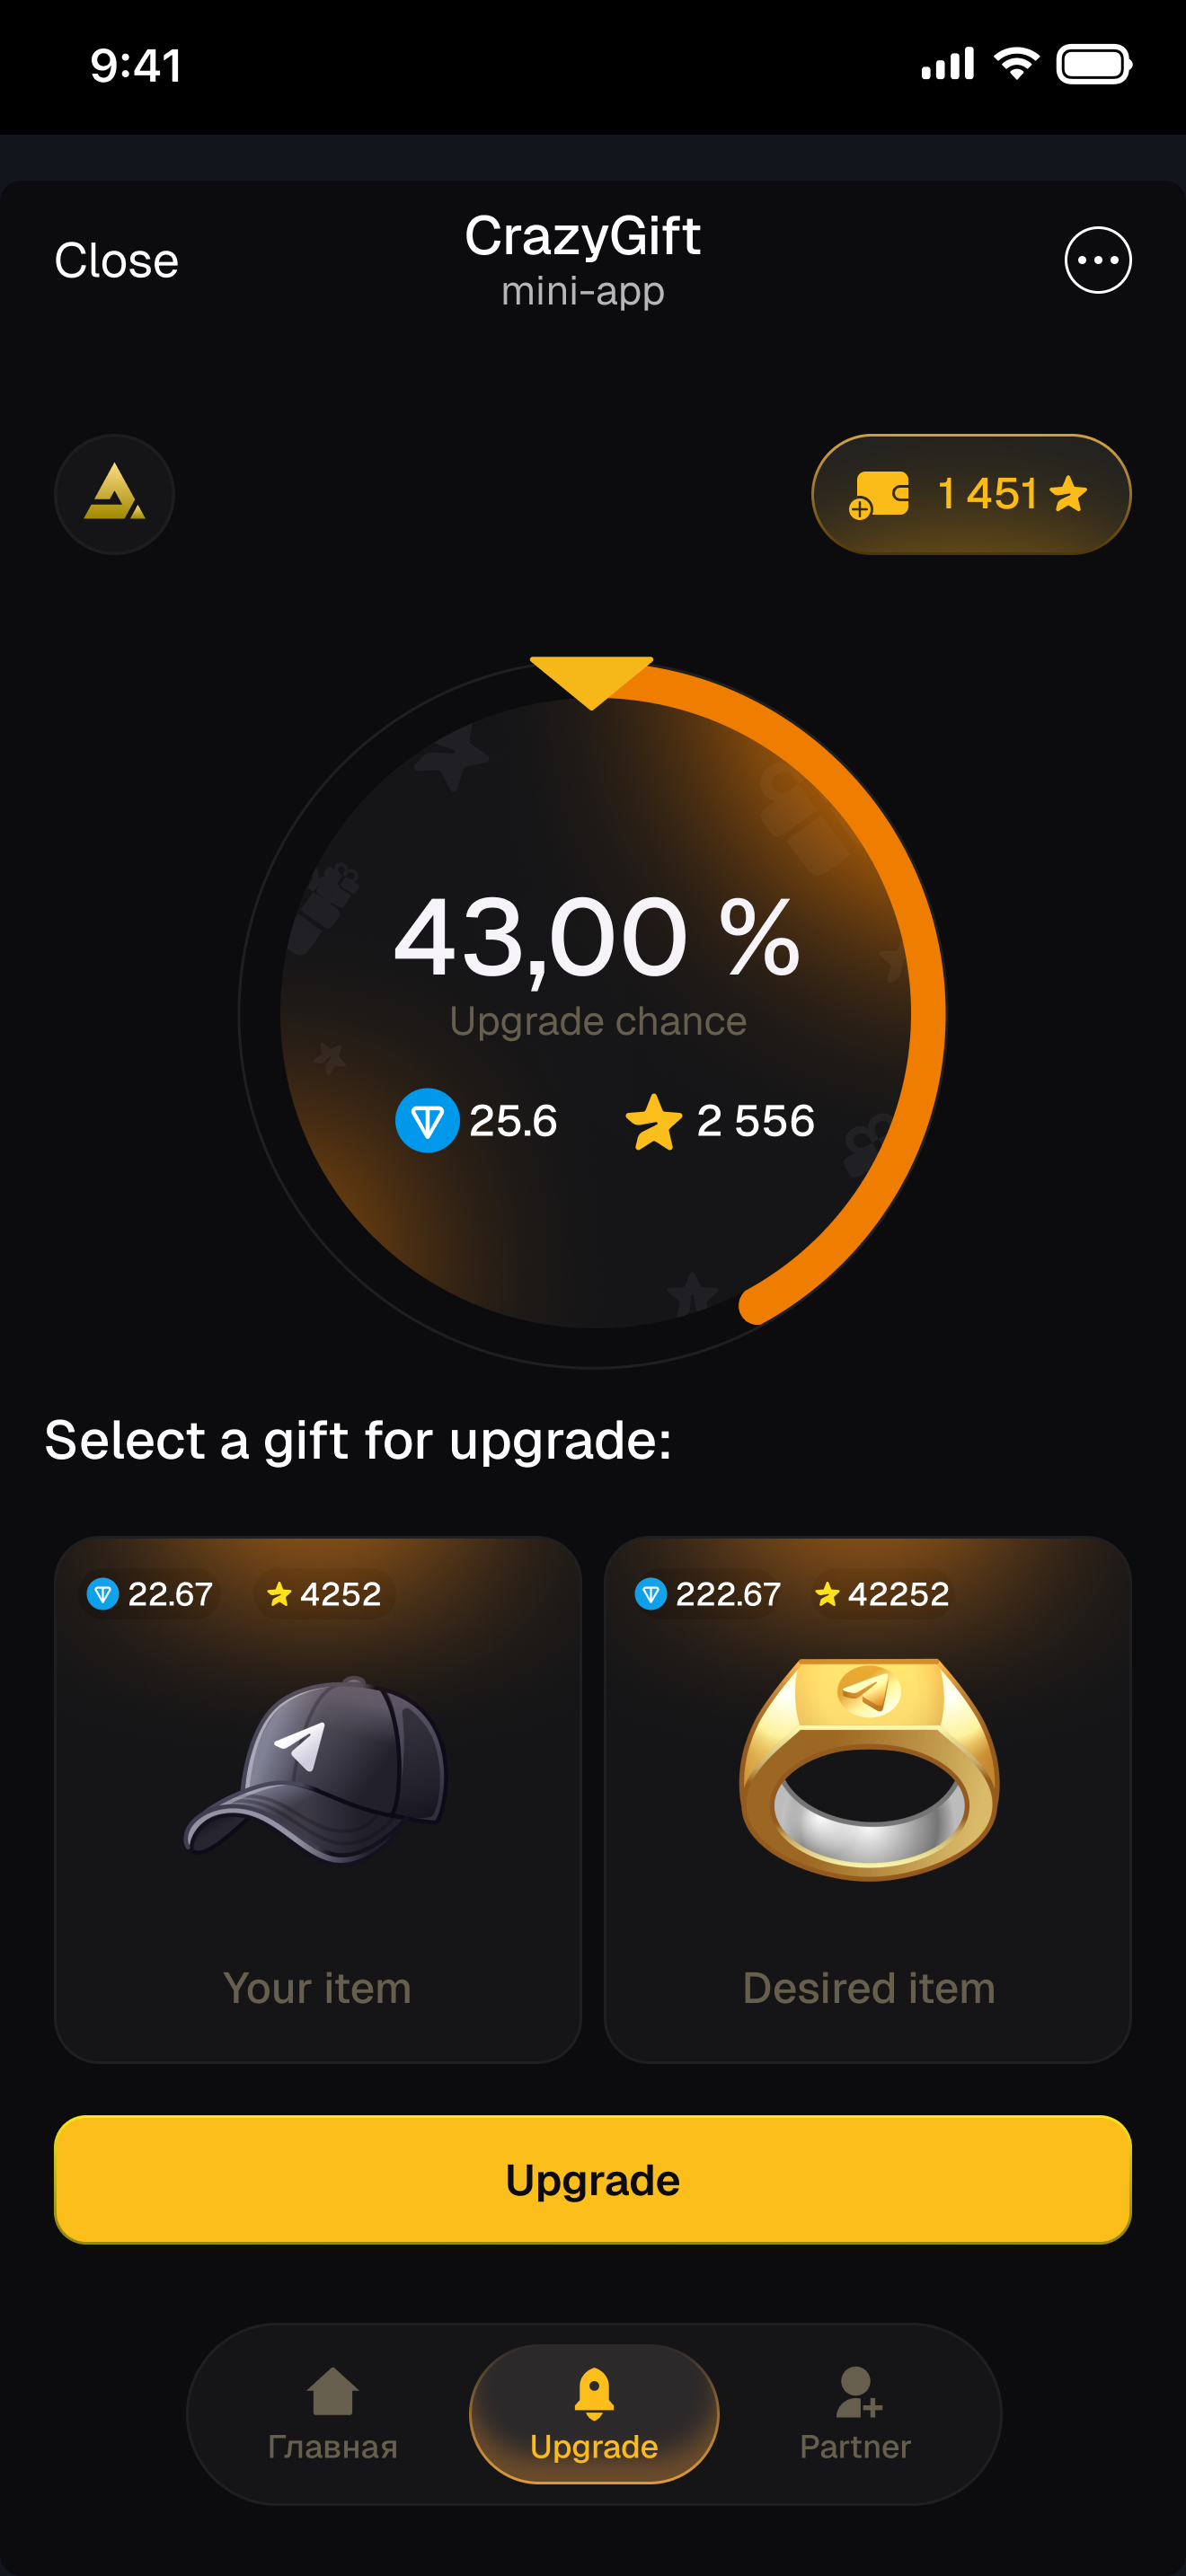 9:41
Close
CrazyGift
mini-app
1 451
43,00 %
Upgrade chance
25.6 2 556
Select a gift for upgrade:
22.67 4252
222.67 42252
Your item
Desired item
Upgrade
Главная
Upgrade
Partner